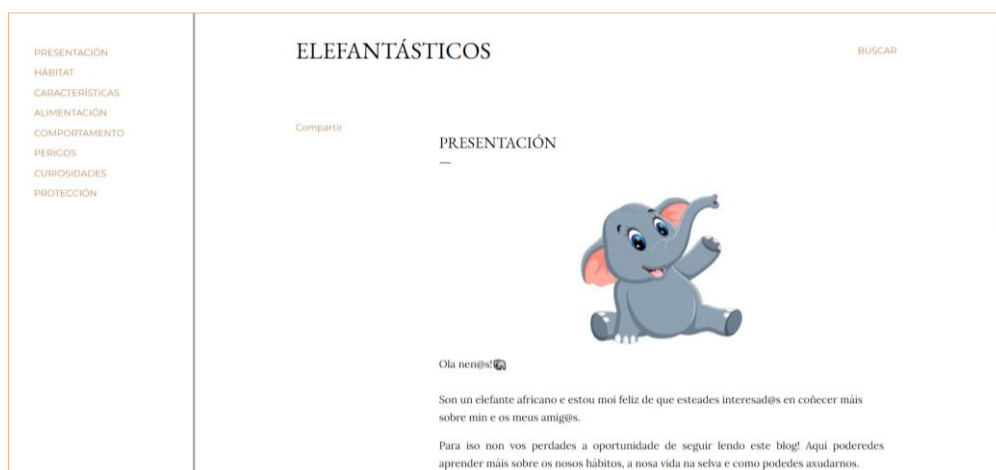 PRESENTACIÓN
HÁBITAT
CARACTERÍSTICAS
ALIMENTACIÓN
COMPORTAMENTO
PERIGOS
CURIOSIDADES
PROTECCIÓN
ELEFANTÁSTICOS
BUSCAR
Compartir
PRESENTACIÓN
Ola nen@s!🐘
Son un elefante africano e estou moi feliz de que esteades interesad@s en coñecer máis
sobre min e os meus amig@s.
Para iso non vos perdades a oportunidade de seguir lendo este blog! Aquí poderedes
aprender máis sobre os nosos hábitos, a nosa vida na selva e como podedes axudarnos.